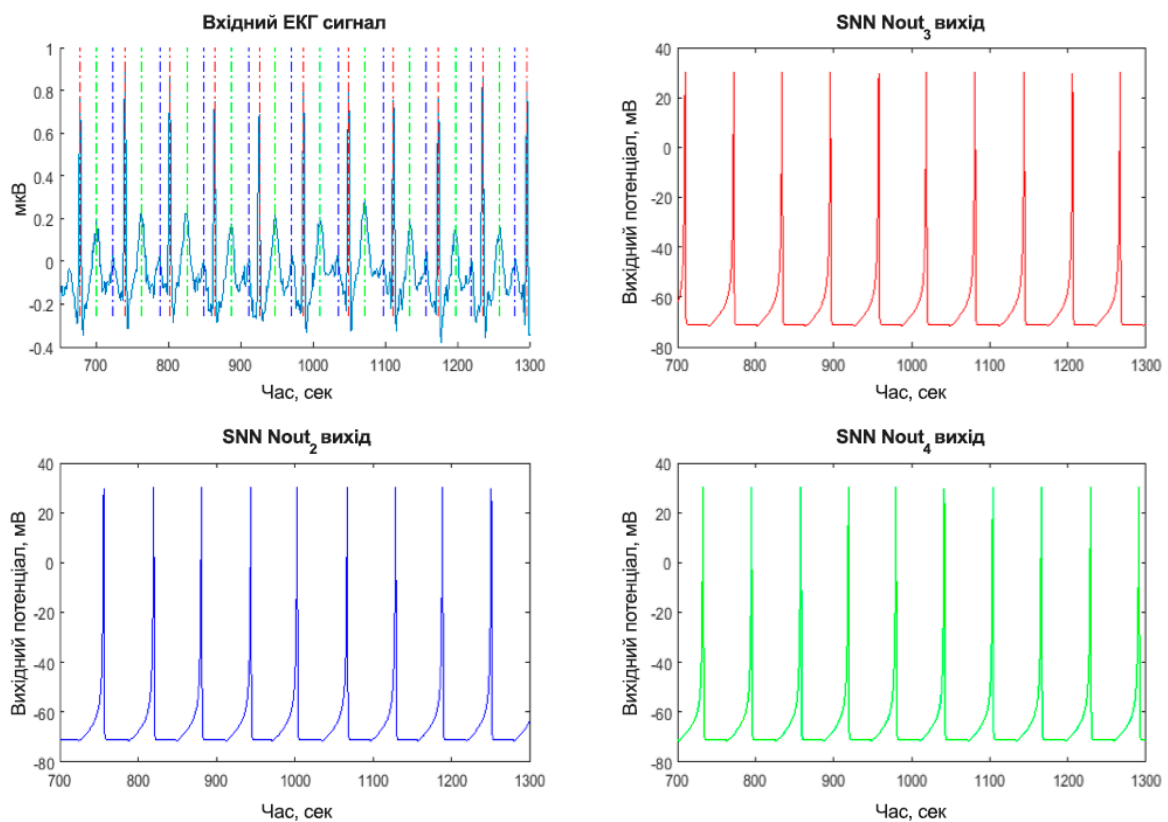 Вхідний ЕКГ сигнал
1
0.8
0.6
0.4
0.2
0
-0.2
-0.4
мкВ
700 800 900 1000 1100 1200 1300
Час, сек
SNN Nout3 вихід
40
20
0
-20
-40
-60
-80
Вихідний потенціал, мВ
700 800 900 1000 1100 1200 1300
Час, сек
SNN Nout2 вихід
40
20
0
-20
-40
-60
-80
Вихідний потенціал, мВ
700 800 900 1000 1100 1200 1300
Час, сек
SNN Nout4 вихід
40
20
0
-20
-40
-60
-80
Вихідний потенціал, мВ
700 800 900 1000 1100 1200 1300
Час, сек